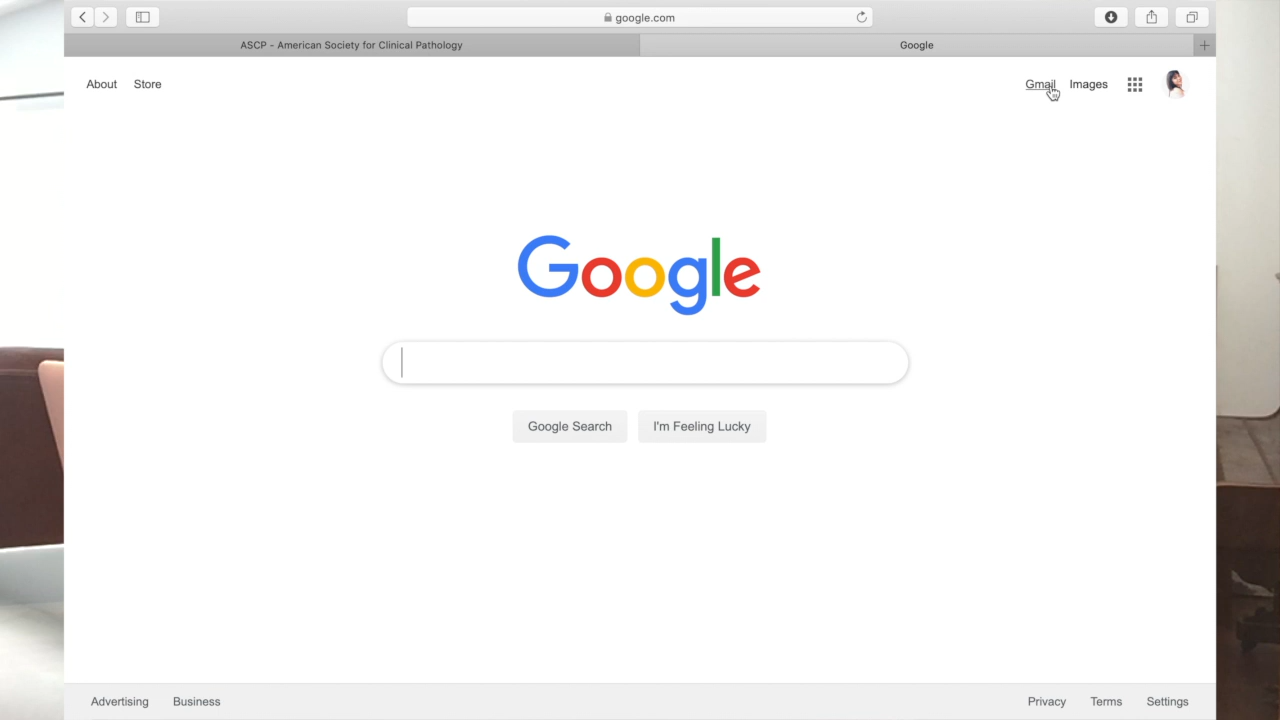 google.com
ASCP - American Society for Clinical Pathology
Google
About
Store
Gmail
Images
Google
Google Search
I'm Feeling Lucky
Advertising
Business
Privacy
Terms
Settings